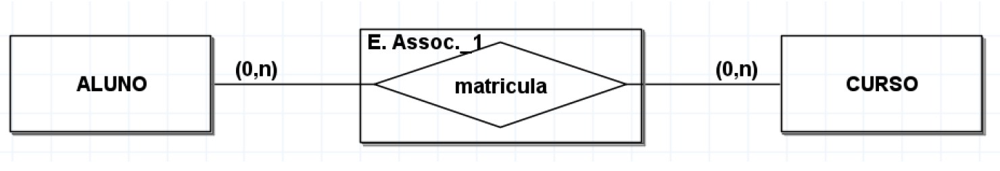 E. Assoc._1
ALUNO
(0,n)
matricula
(0,n)
CURSO